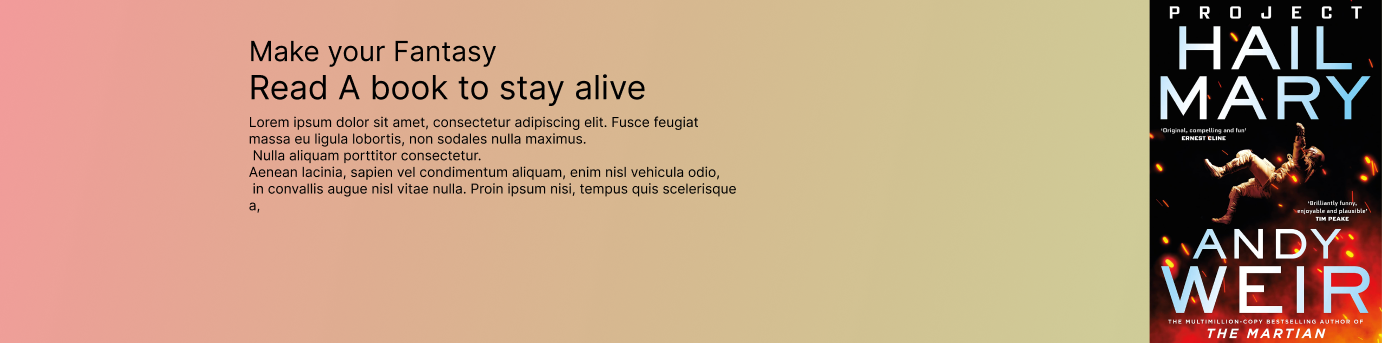 Make your Fantasy
Read A book to stay alive
Lorem ipsum dolor sit amet, consectetur adipiscing elit. Fusce feugiat
massa eu ligula lobortis, non sodales nulla maximus.
Nulla aliquam porttitor consectetur.
Aenean lacinia, sapien vel condimentum aliquam, enim nisl vehicula odio,
in convallis augue nisl vitae nulla. Proin ipsum nisi, tempus quis scelerisque
a,
PROJECT
HAIL
MARY
'Original, compelling and fun'
ERNEST CLINE
'Brilliantly funny,
enjoyable and plausible'
TIM PEAKE
ANDY
WEIR
THE MULTIMILLION-COPY BESTSELLING AUTHOR OF
THE MARTIAN